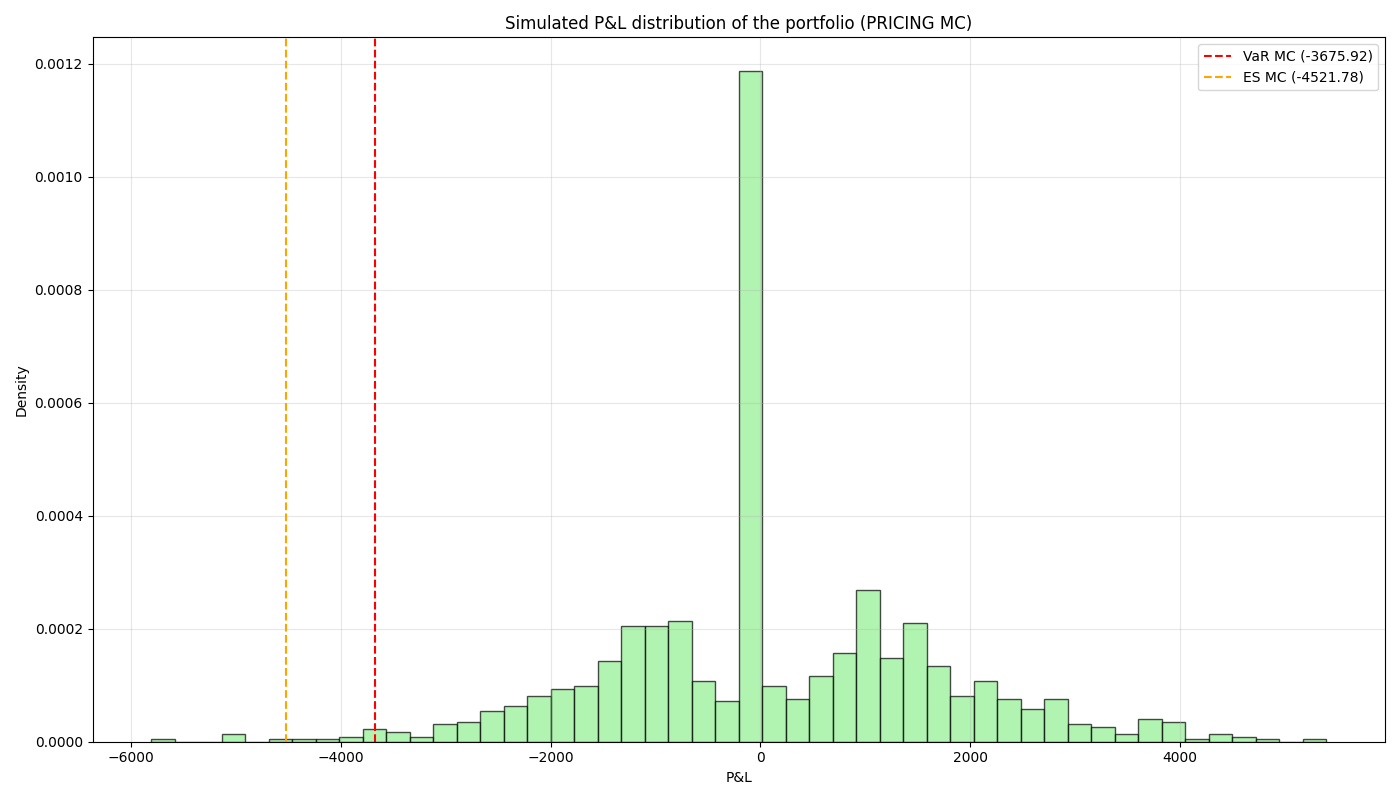 Simulated P&L distribution of the portfolio (PRICING MC)
VaR MC (-3675.92)
ES MC (-4521.78)
0.0012
0.0010
0.0008
0.0006
0.0004
0.0002
0.0000
Density
−6000
−4000
−2000
0
2000
4000
P&L